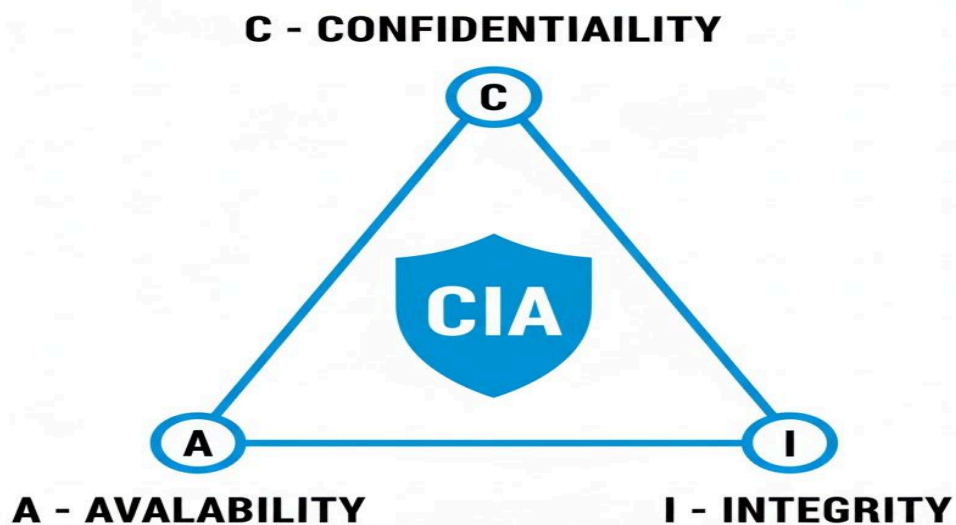 C - CONFIDENTIAILITY
C
CIA
A
I
A - AVALABILITY
I - INTEGRITY